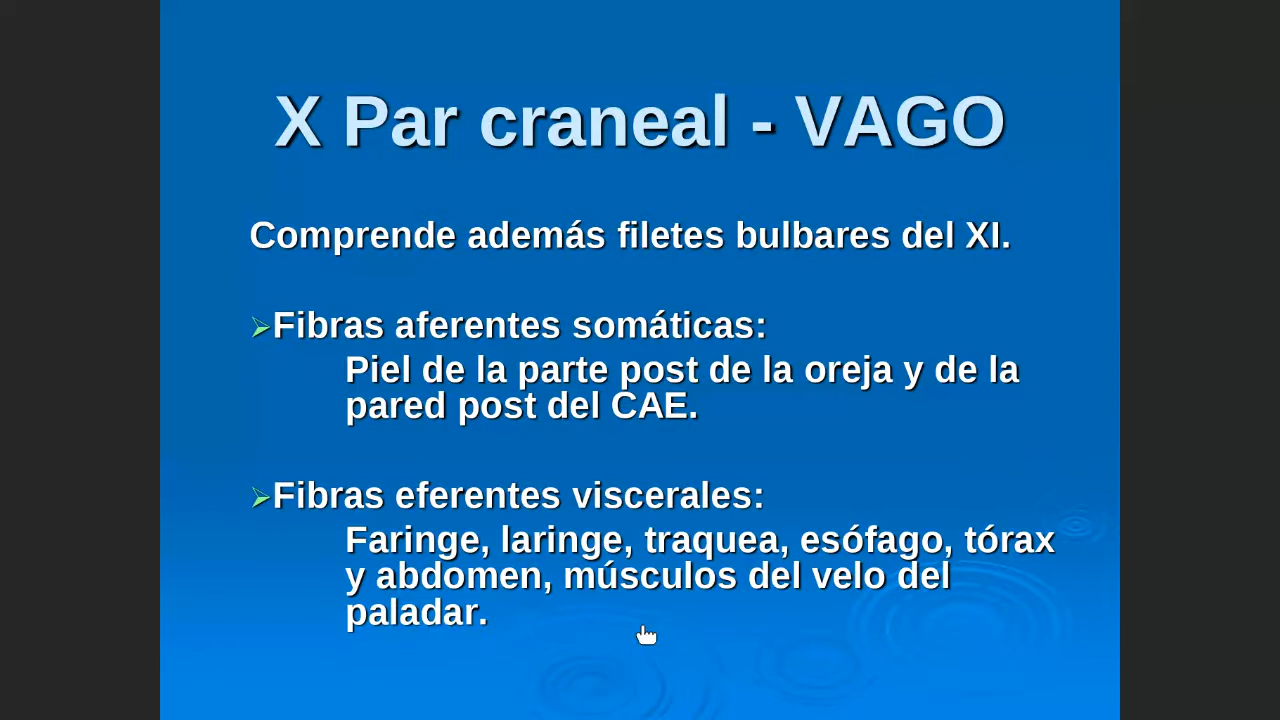 X Par craneal - VAGO
Comprende además filetes bulbares del XI.
Fibras aferentes somáticas:
Piel de la parte post de la oreja y de la
pared post del CAE.
Fibras eferentes viscerales:
Faringe, laringe, traquea, esófago, tórax
y abdomen, músculos del velo del
paladar.